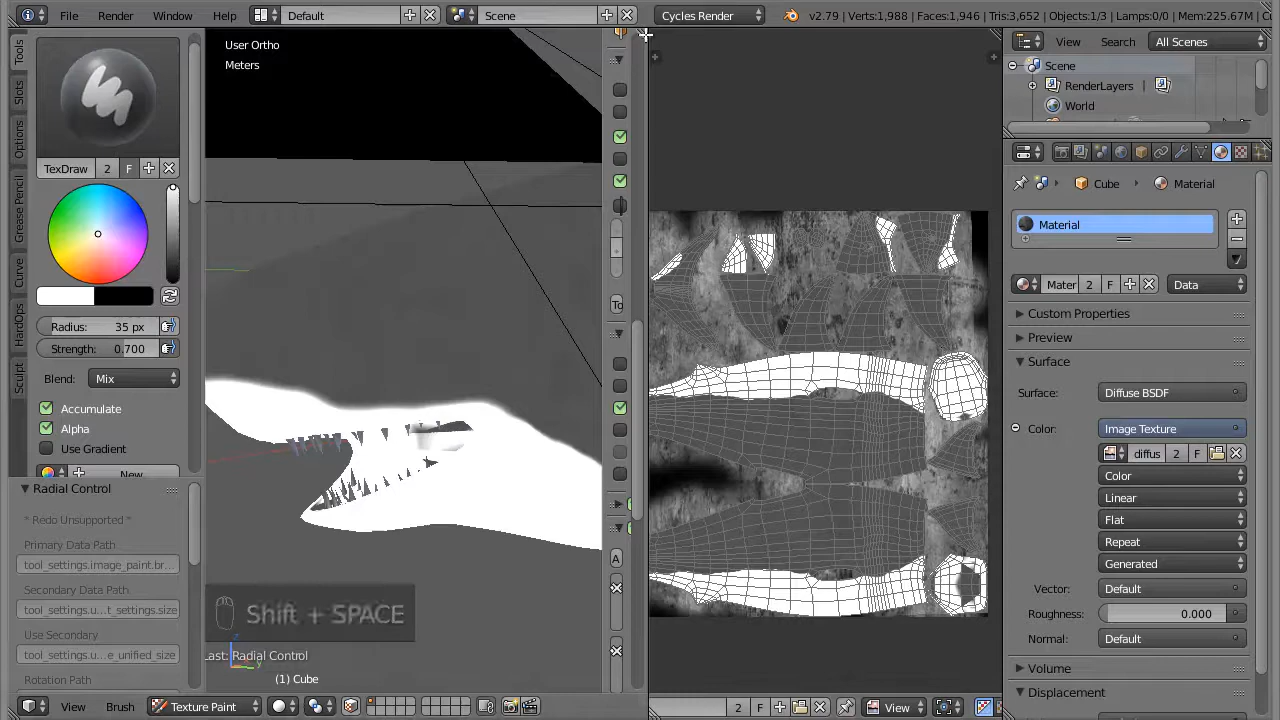 File Render Window Help Default Scene Cycles Render v2.79 | Verts:1,988 | Faces:1,946 | Tris:3,652 | Objects:1/3 | Lamps:0/0 | Mem:225.67M
Tools
Slots
Options
Grease Pencil
Curve
HardOps
Sculpt
TexDraw 2 F
Radius: 35 px
Strength: 0.700
Blend: Mix
Accumulate
Alpha
Use Gradient
New
Radial Control
* Redo Unsupported *
Primary Data Path
tool_settings.image_paint.br...
Secondary Data Path
tool_settings.u...t_settings.size
Use Secondary
tool_settings.u...e_unified_size
Rotation Path
User Ortho
Meters
Shift + SPACE
Last: Radial Control
(1) Cube
View Brush Texture Paint
To
A
2 F View
View Search All Scenes
Scene
RenderLayers |
World
Cube Material
Material
Mater 2 F Data
Custom Properties
Preview
Surface
Surface: Diffuse BSDF
Color: Image Texture
diffus 2 F
Color
Linear
Flat
Repeat
Generated
Vector: Default
Roughness: 0.000
Normal: Default
Volume
Displacement